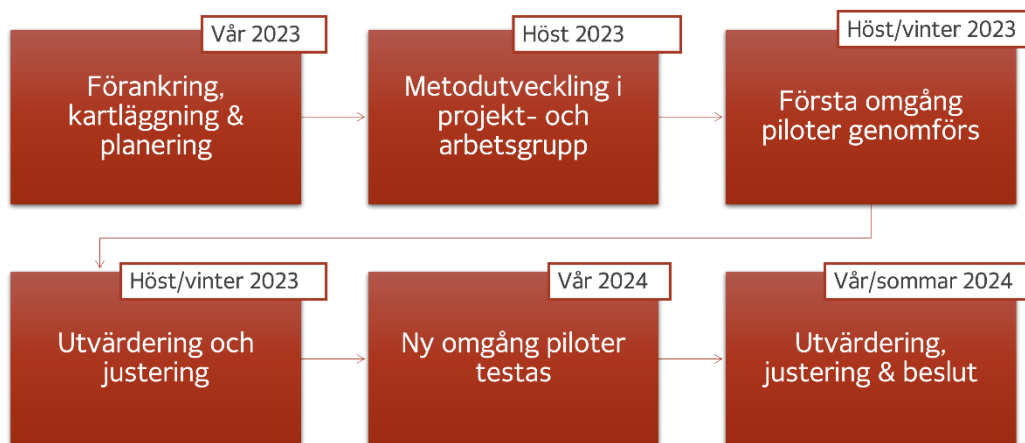 Vår 2023
Förankring,
kartläggning &
planering
Höst 2023
Metodutveckling i
projekt- och
arbetsgrupp
Höst/vinter 2023
Första omgång
piloter genomförs
Höst/vinter 2023
Utvärdering och
justering
Vår 2024
Ny omgång piloter
testas
Vår/sommar 2024
Utvärdering,
justering & beslut